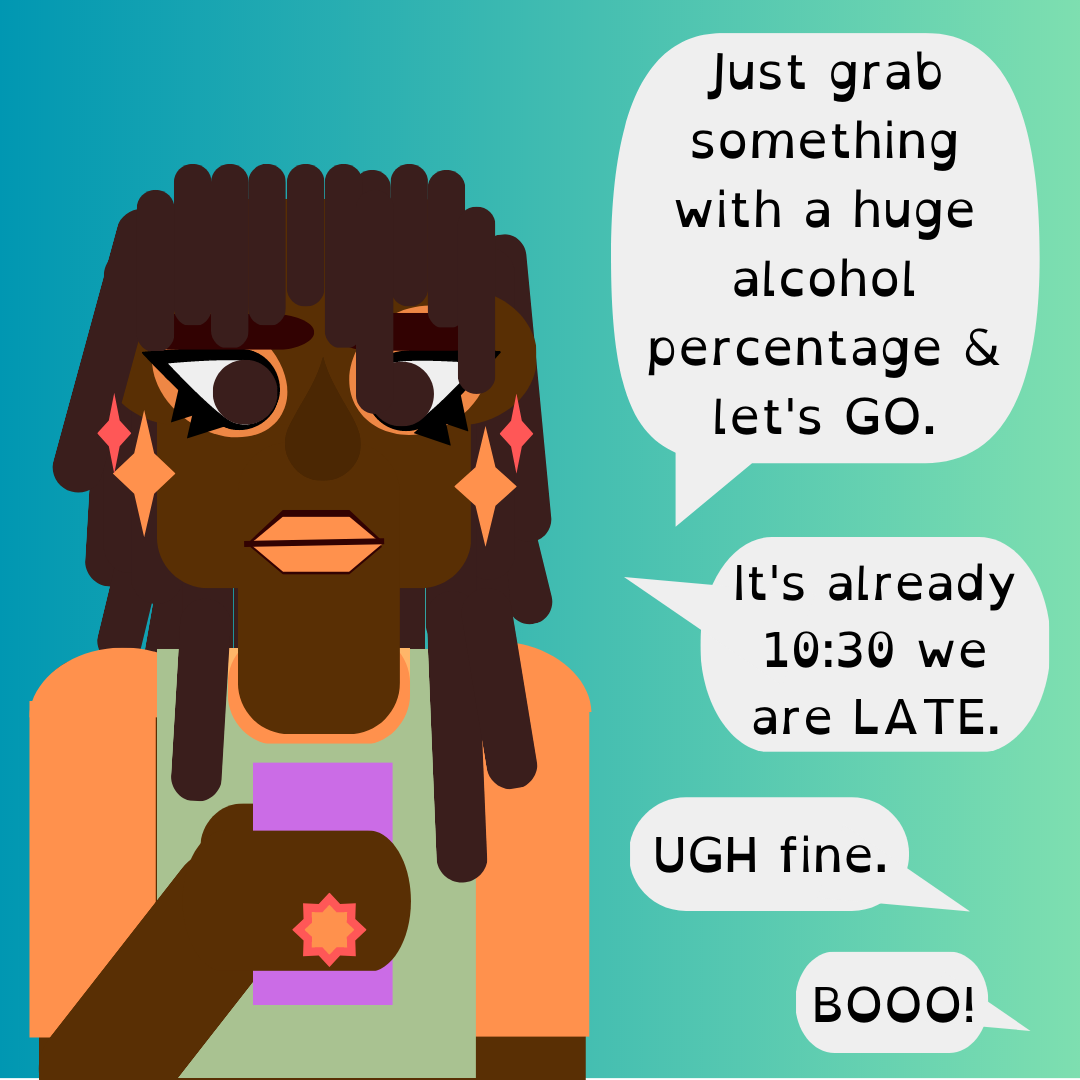 Just grab
something
with a huge
alcohol
percentage &
let's GO.
It's already
10:30 we
are LATE.
UGH fine.
BOOO!